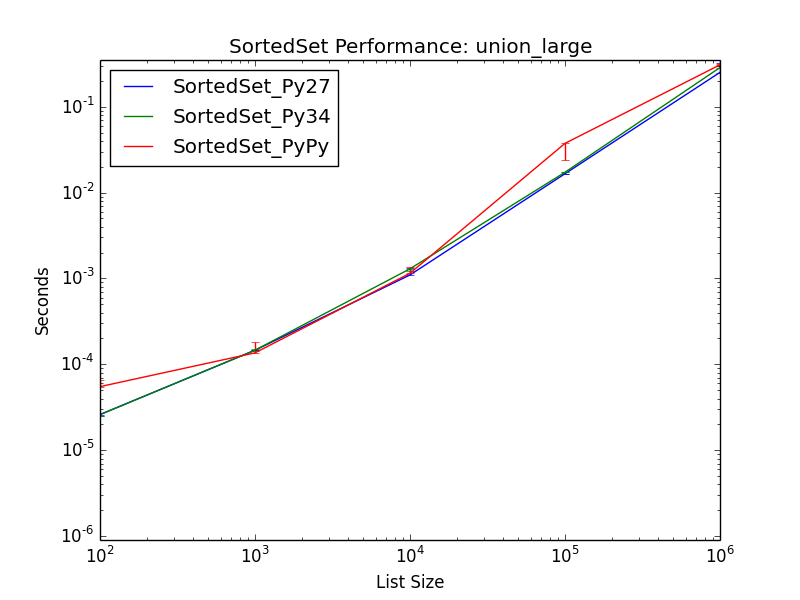 SortedSet Performance: union_large
SortedSet_Py27
SortedSet_Py34
SortedSet_PyPy
10^-1
10^-2
10^-3
10^-4
10^-5
10^-6
Seconds
10^2 10^3 10^4 10^5 10^6
List Size